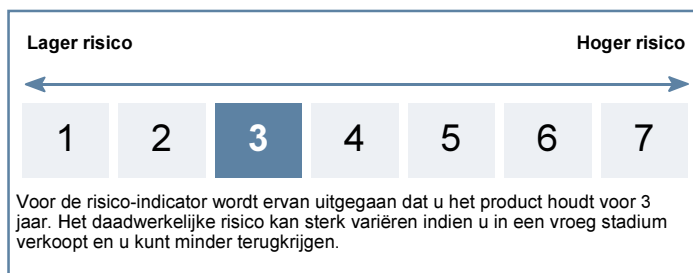 Lager risico Hoger risico
1 2 3 4 5 6 7
Voor de risico-indicator wordt ervan uitgegaan dat u het product houdt voor 3
jaar. Het daadwerkelijke risico kan sterk variëren indien u in een vroeg stadium
verkoopt en u kunt minder terugkrijgen.